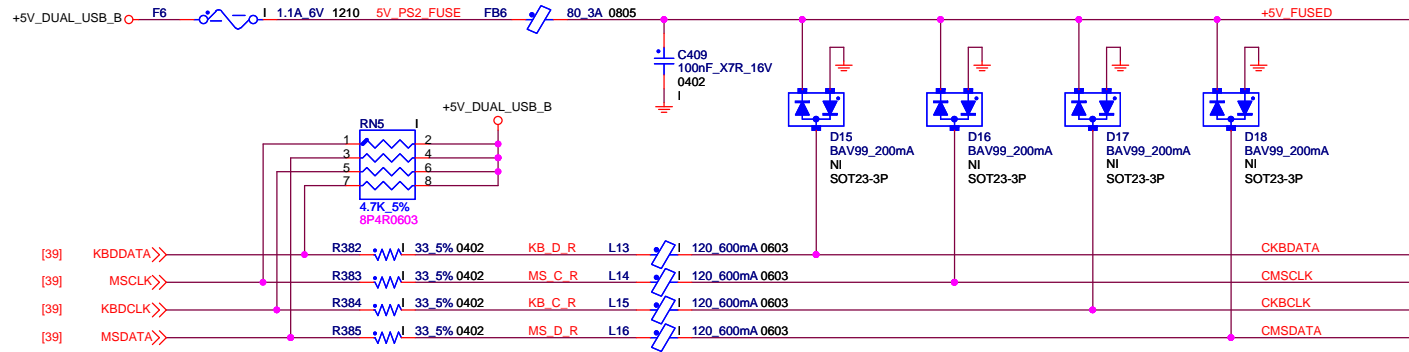 +5V_DUAL_USB_B F6 I 1.1A_6V 1210 5V_PS2_FUSE FB6 80_3A 0805 +5V_FUSED
C409
100nF_X7R_16V
0402
I
+5V_DUAL_USB_B
RN5 I
1 2
3 4
5 6
7 8
4.7K_5%
8P4R0603
D15
BAV99_200mA
NI
SOT23-3P
D16
BAV99_200mA
NI
SOT23-3P
D17
BAV99_200mA
NI
SOT23-3P
D18
BAV99_200mA
NI
SOT23-3P
[39] KBDDATA R382 I 33_5% 0402 KB_D_R L13 I 120_600mA 0603 CKBDATA
[39] MSCLK R383 I 33_5% 0402 MS_C_R L14 I 120_600mA 0603 CMSCLK
[39] KBDCLK R384 I 33_5% 0402 KB_C_R L15 I 120_600mA 0603 CKBCLK
[39] MSDATA R385 I 33_5% 0402 MS_D_R L16 I 120_600mA 0603 CMSDATA